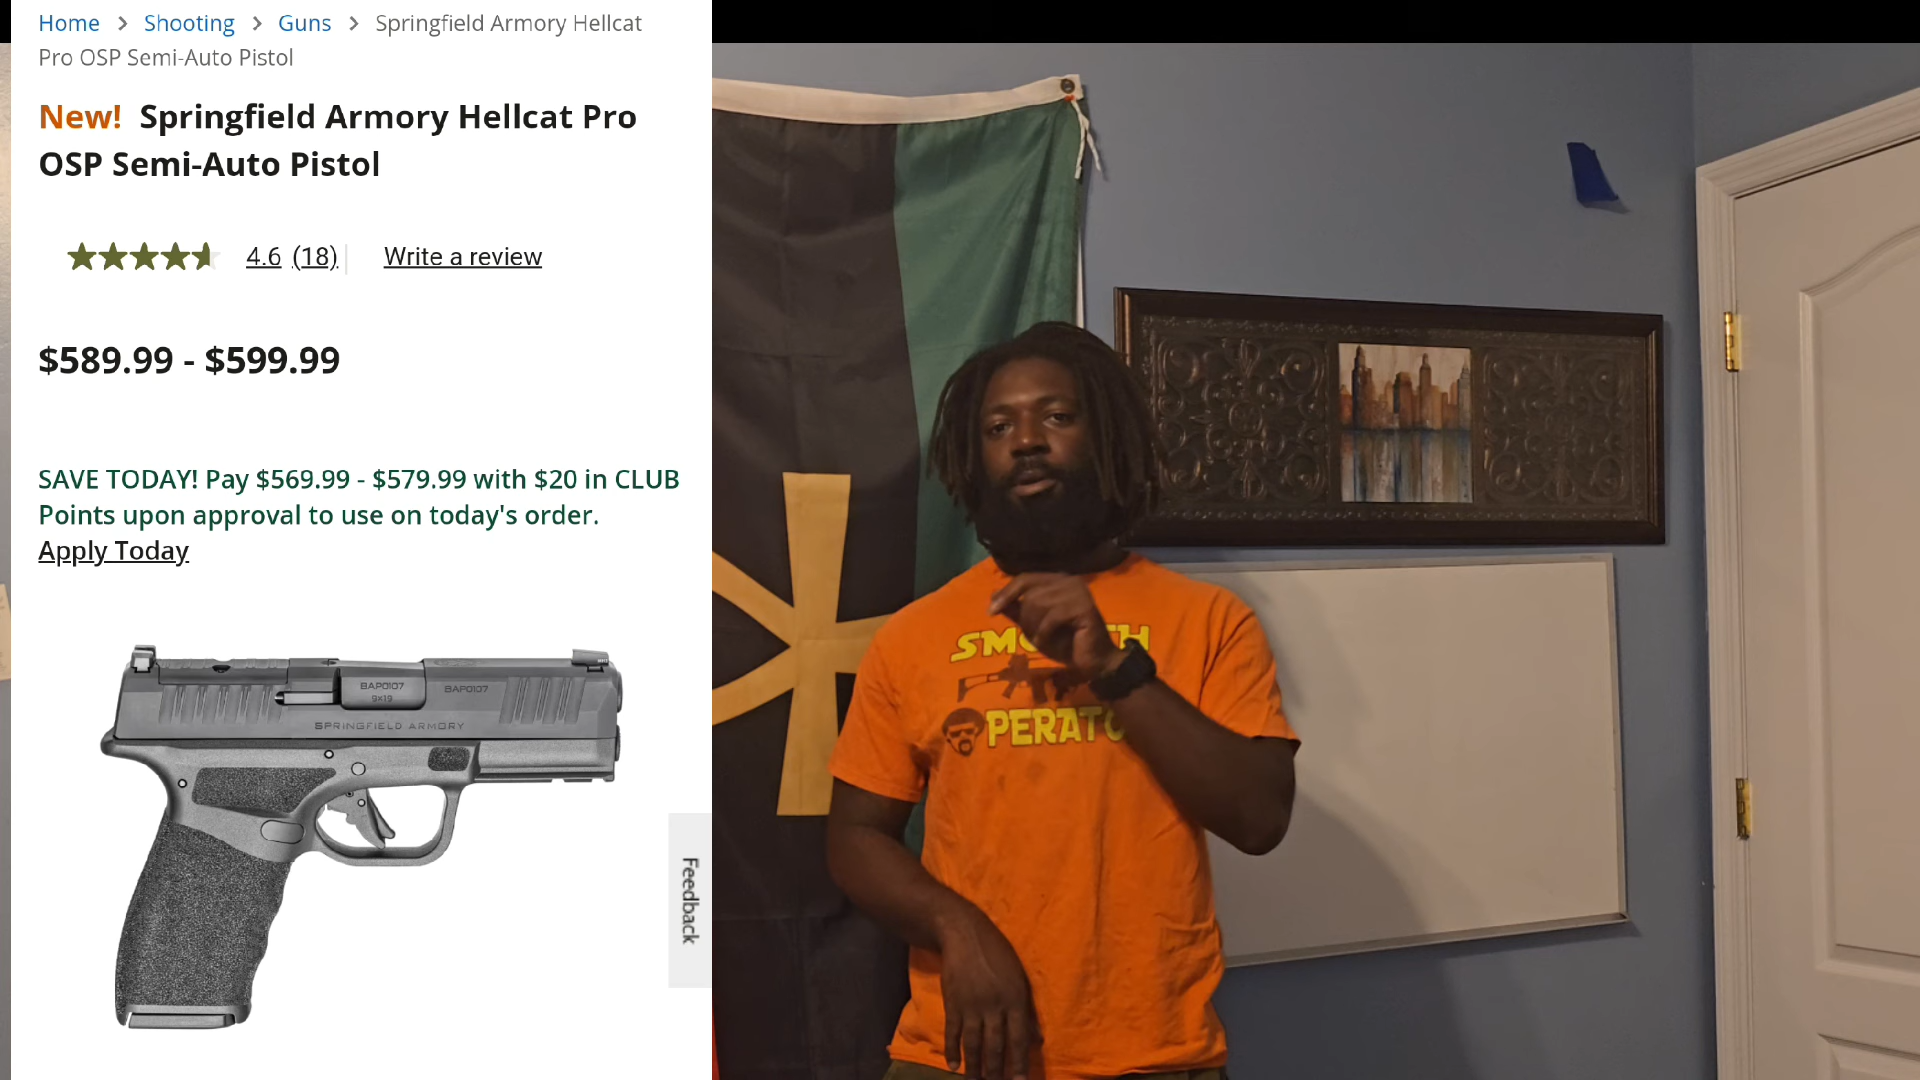 Home > Shooting > Guns > Springfield Armory Hellcat
Pro OSP Semi-Auto Pistol
New! Springfield Armory Hellcat Pro
OSP Semi-Auto Pistol
4.6 (18) Write a review
$589.99 - $599.99
SAVE TODAY! Pay $569.99 - $579.99 with $20 in CLUB
Points upon approval to use on today's order.
Apply Today
BAP0107
9x19
BAP0107
SPRINGFIELD ARMORY
Feedback